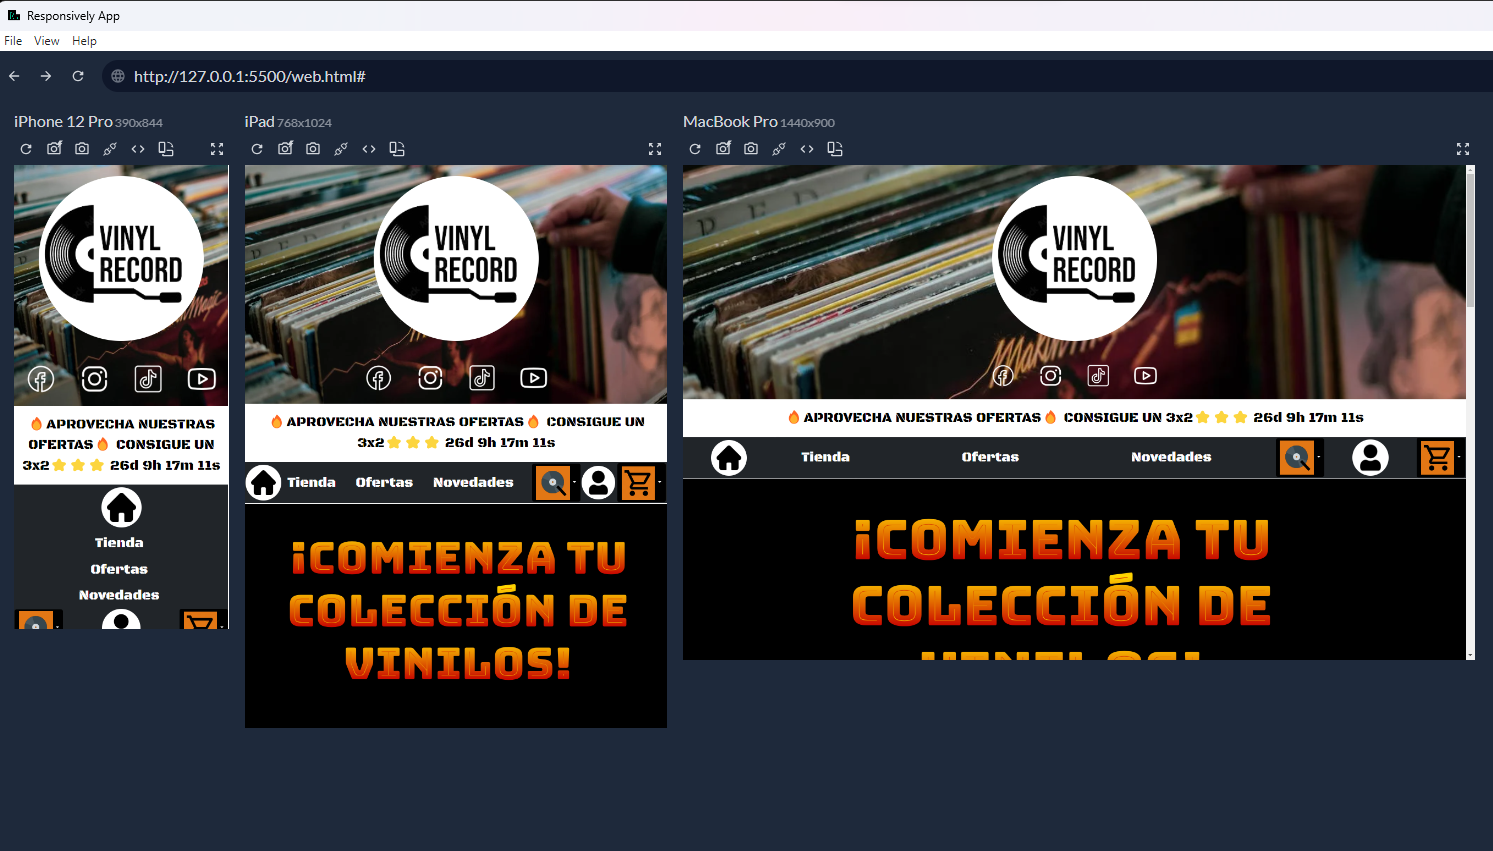 Responsively App
File View Help
http://127.0.0.1:5500/web.html#
iPhone 12 Pro 390x844
VINYL
RECORD
🔥 APROVECHA NUESTRAS
OFERTAS 🔥 CONSIGUE UN
3x2 ⭐ ⭐ ⭐ 26d 9h 17m 11s
Tienda
Ofertas
Novedades
iPad 768x1024
VINYL
RECORD
🔥 APROVECHA NUESTRAS OFERTAS 🔥 CONSIGUE UN
3x2 ⭐ ⭐ ⭐ 26d 9h 17m 11s
Tienda Ofertas Novedades
¡COMIENZA TU
COLECCIÓN DE
VINILOS!
MacBook Pro 1440x900
VINYL
RECORD
🔥 APROVECHA NUESTRAS OFERTAS 🔥 CONSIGUE UN 3x2 ⭐ ⭐ ⭐ 26d 9h 17m 11s
Tienda Ofertas Novedades
¡COMIENZA TU
COLECCIÓN DE
VINILOS!